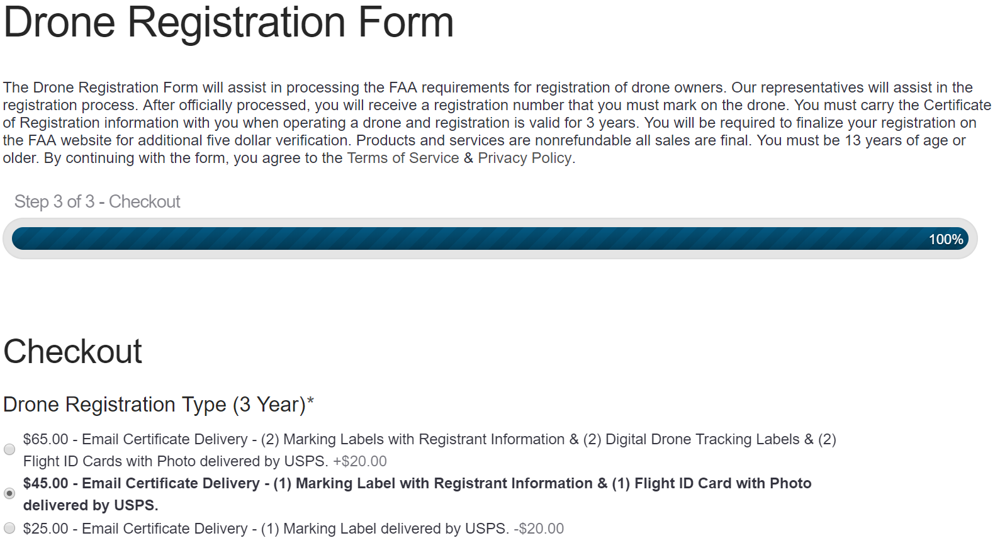 Drone Registration Form
The Drone Registration Form will assist in processing the FAA requirements for registration of drone owners. Our representatives will assist in the
registration process. After officially processed, you will receive a registration number that you must mark on the drone. You must carry the Certificate
of Registration information with you when operating a drone and registration is valid for 3 years. You will be required to finalize your registration on
the FAA website for additional five dollar verification. Products and services are nonrefundable all sales are final. You must be 13 years of age or
older. By continuing with the form, you agree to the Terms of Service & Privacy Policy.
Step 3 of 3 - Checkout
100%
Checkout
Drone Registration Type (3 Year)*
$65.00 - Email Certificate Delivery - (2) Marking Labels with Registrant Information & (2) Digital Drone Tracking Labels & (2)
Flight ID Cards with Photo delivered by USPS. +$20.00
$45.00 - Email Certificate Delivery - (1) Marking Label with Registrant Information & (1) Flight ID Card with Photo
delivered by USPS.
$25.00 - Email Certificate Delivery - (1) Marking Label delivered by USPS. -$20.00